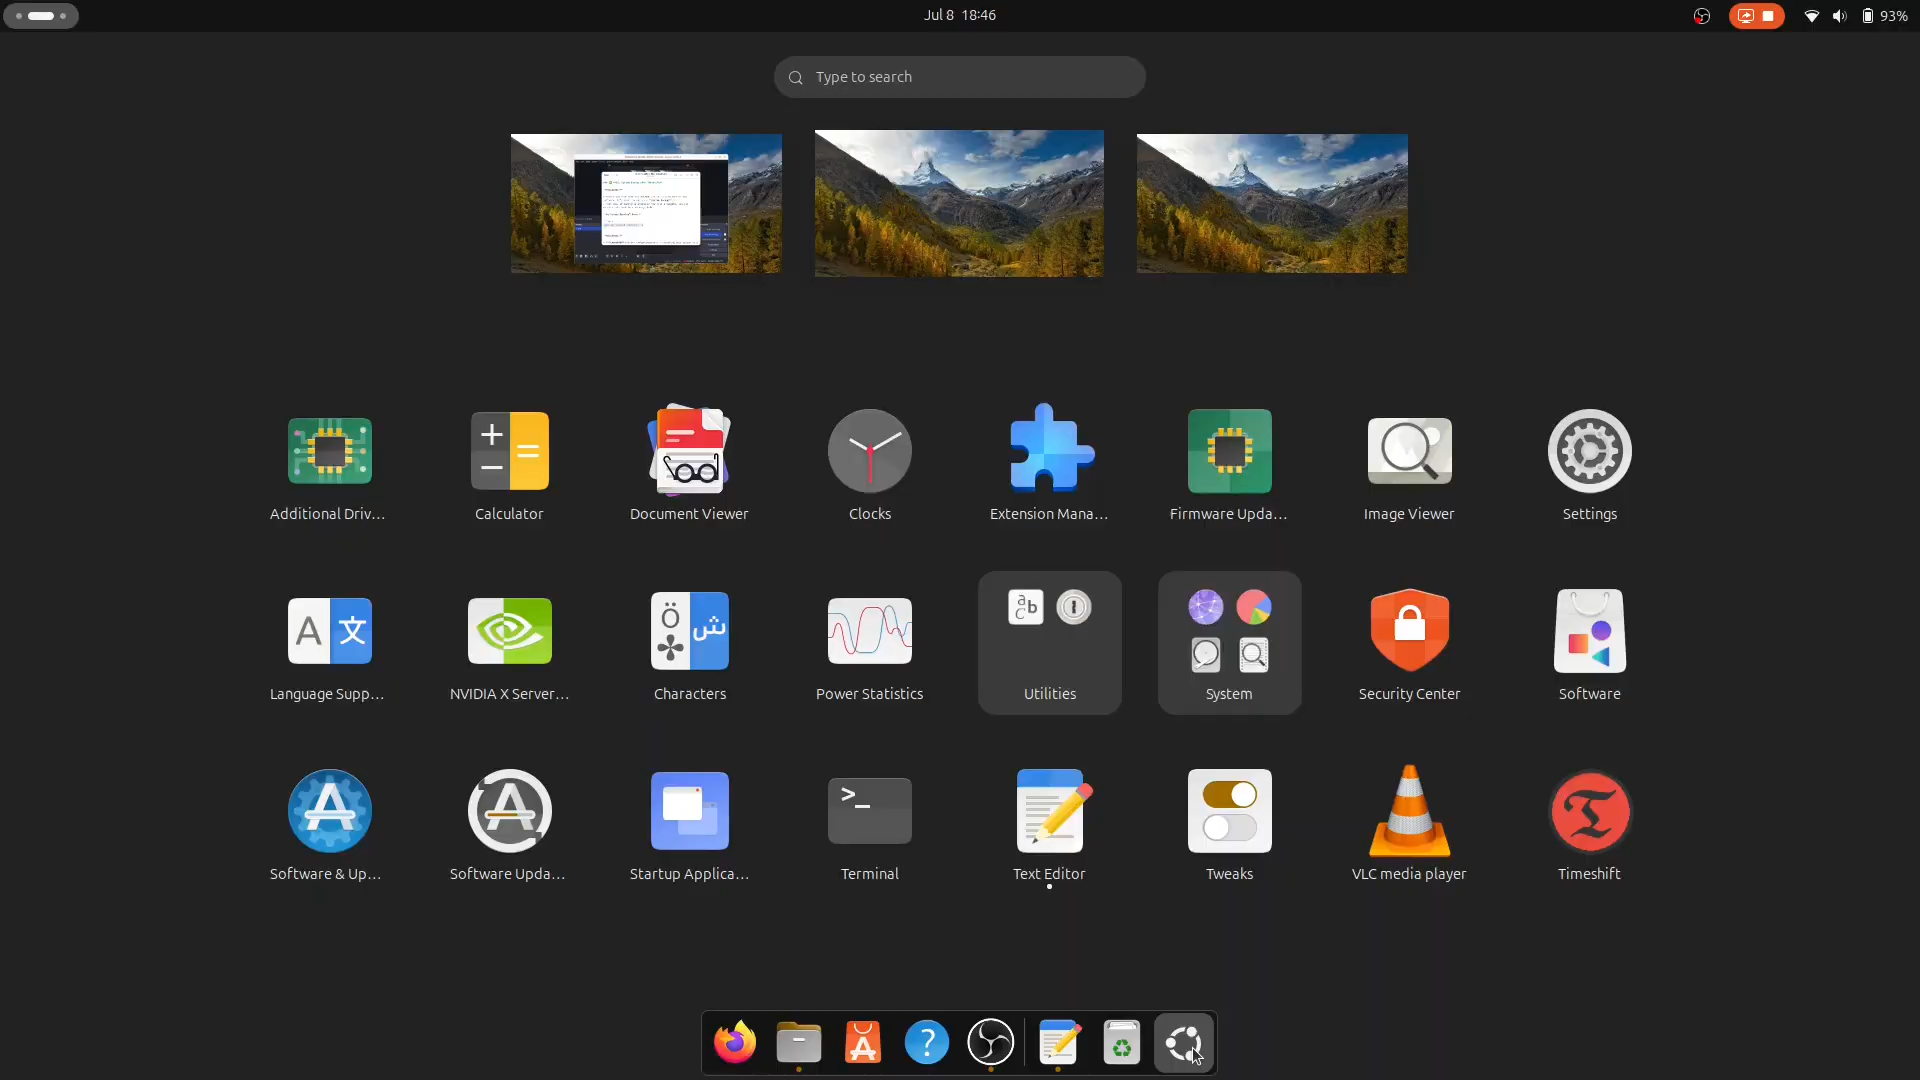 Jul 8 18:46
93%
Type to search
Additional Driv...
Calculator
Document Viewer
Clocks
Extension Mana...
Firmware Upda...
Image Viewer
Settings
Language Supp...
NVIDIA X Server...
Characters
Power Statistics
Utilities
System
Security Center
Software
Software & Up...
Software Upda...
Startup Applica...
Terminal
Text Editor
Tweaks
VLC media player
Timeshift